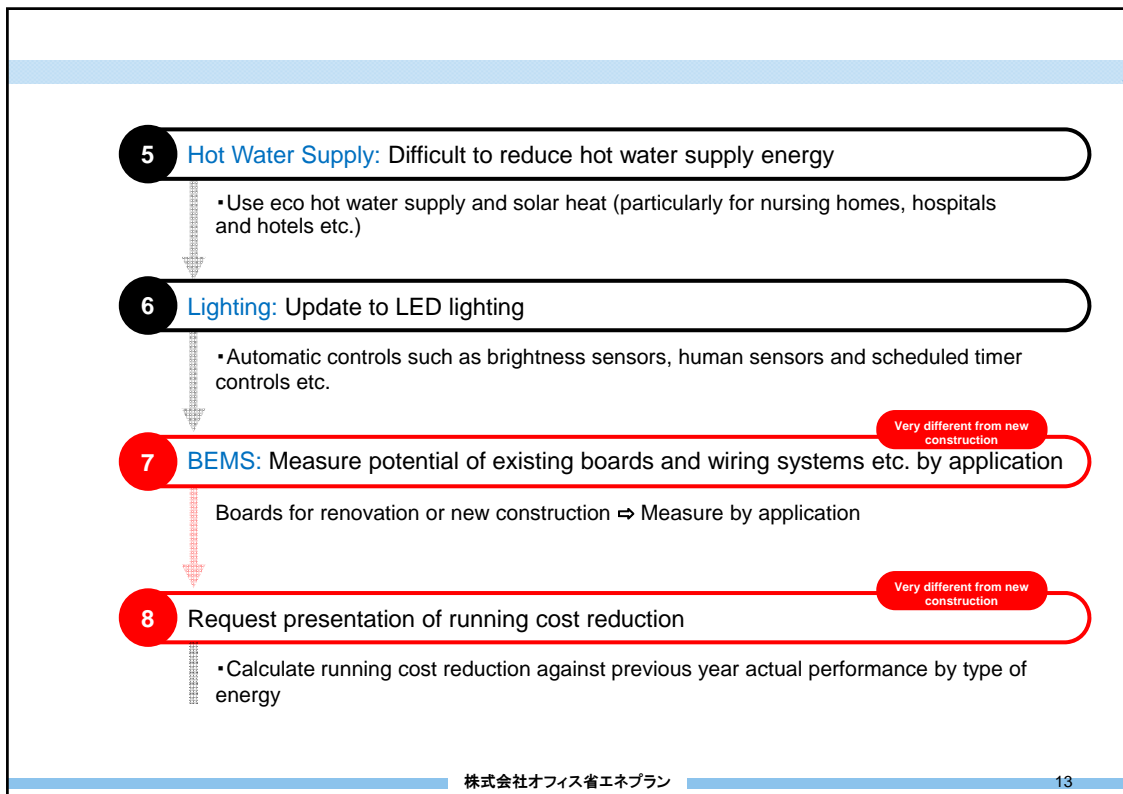 5 Hot Water Supply: Difficult to reduce hot water supply energy
・Use eco hot water supply and solar heat (particularly for nursing homes, hospitals
and hotels etc.)
6 Lighting: Update to LED lighting
・Automatic controls such as brightness sensors, human sensors and scheduled timer
controls etc.
Very different from new
construction
7 BEMS: Measure potential of existing boards and wiring systems etc. by application
Boards for renovation or new construction ⇨ Measure by application
Very different from new
construction
8 Request presentation of running cost reduction
・Calculate running cost reduction against previous year actual performance by type of
energy
株式会社オフィス省エネプラン 13